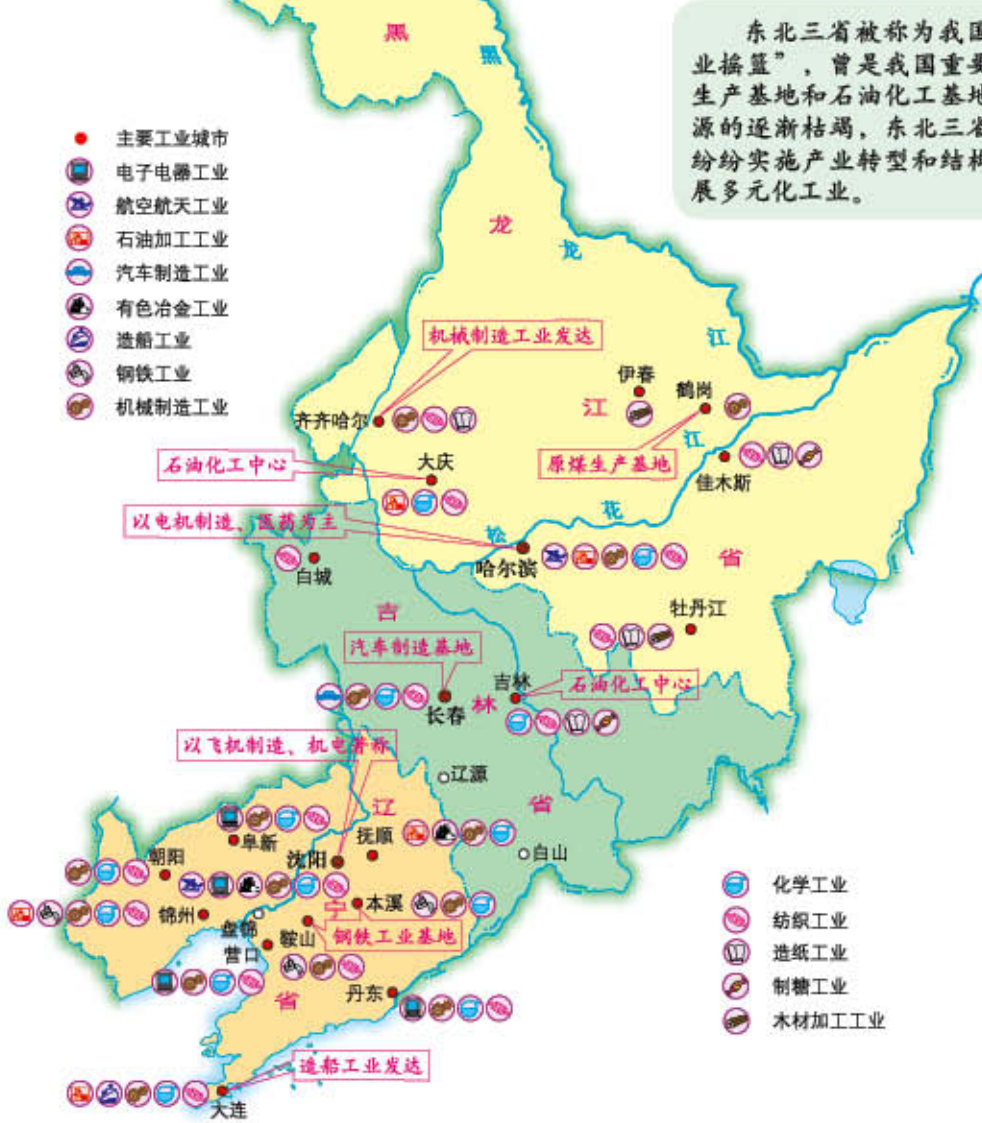 东北三省被称为我国
业摇篮”，曾是我国重要
生产基地和石油化工基地
源的逐渐枯竭，东北三省
纷纷实施产业转型和结构
展多元化工业。
主要工业城市
电子电器工业
航空航天工业
石油加工工业
汽车制造工业
有色冶金工业
造船工业
钢铁工业
机械制造工业
黑
龙
江
省
黑
龙
江
机械制造工业发达
齐齐哈尔
伊春
鹤岗
原煤生产基地
佳木斯
石油化工中心
大庆
以电机制造、医药为主
松
花
江
哈尔滨
牡丹江
白城
吉
林
省
汽车制造基地
长春
吉林
石油化工中心
以飞机制造、机电著称
辽源
白山
辽
宁
省
阜新
朝阳
沈阳
抚顺
锦州
盘锦
本溪
鞍山
钢铁工业基地
营口
丹东
造船工业发达
大连
化学工业
纺织工业
造纸工业
制糖工业
木材加工工业